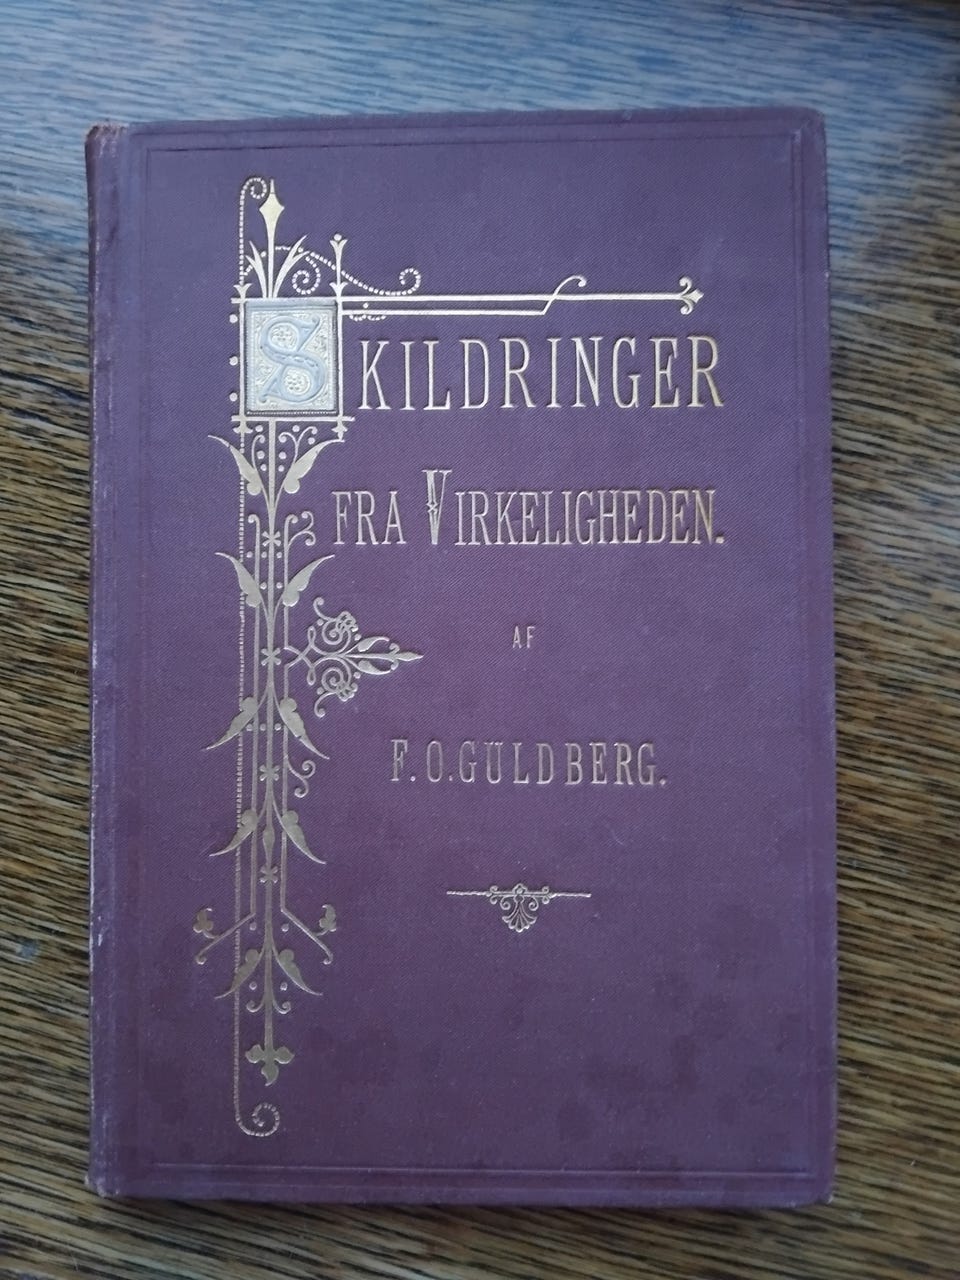 SKILDRINGER
FRA VIRKELIGHEDEN.
AF
F. O. GULDBERG.